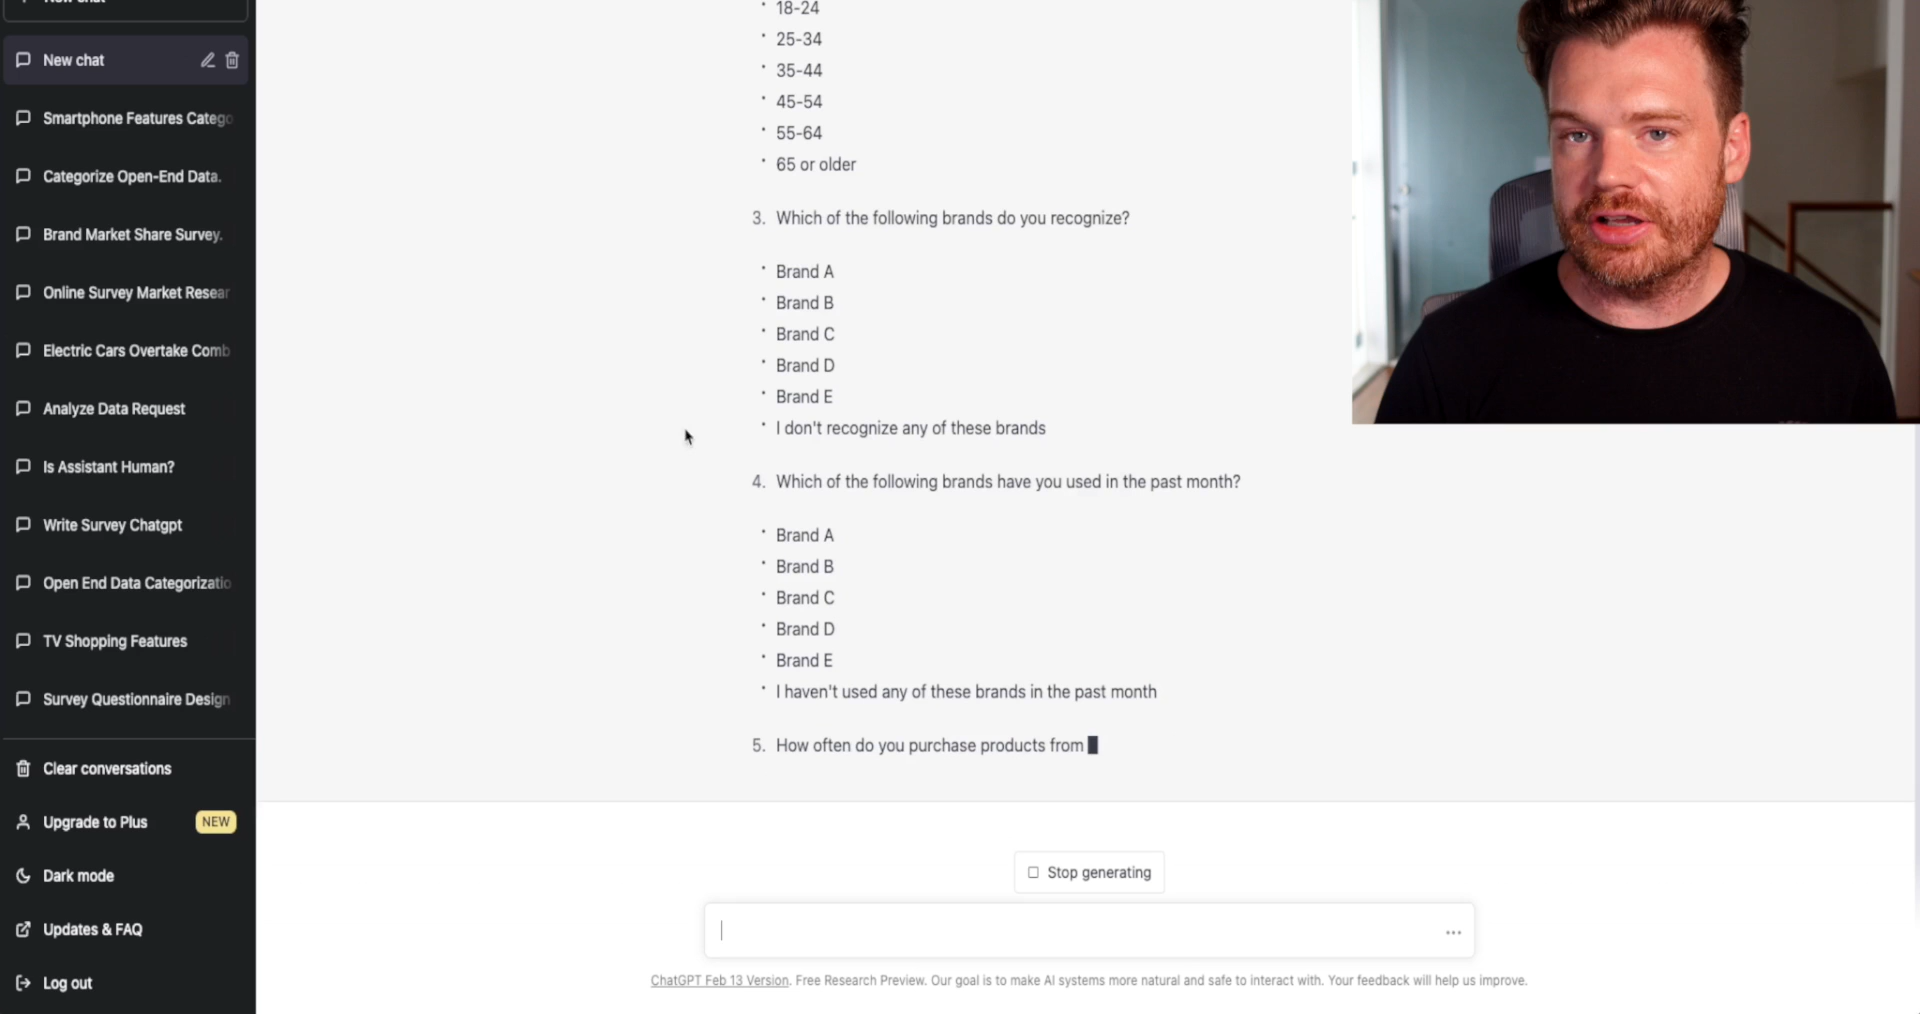 New chat
New chat
Smartphone Features Catego
Categorize Open-End Data.
Brand Market Share Survey.
Online Survey Market Resear
Electric Cars Overtake Comb
Analyze Data Request
Is Assistant Human?
Write Survey Chatgpt
Open End Data Categorizatio
TV Shopping Features
Survey Questionnaire Design
Clear conversations
Upgrade to Plus NEW
Dark mode
Updates & FAQ
Log out
• 18-24
• 25-34
• 35-44
• 45-54
• 55-64
• 65 or older
3. Which of the following brands do you recognize?
• Brand A
• Brand B
• Brand C
• Brand D
• Brand E
• I don't recognize any of these brands
4. Which of the following brands have you used in the past month?
• Brand A
• Brand B
• Brand C
• Brand D
• Brand E
• I haven't used any of these brands in the past month
5. How often do you purchase products from
Stop generating
ChatGPT Feb 13 Version. Free Research Preview. Our goal is to make AI systems more natural and safe to interact with. Your feedback will help us improve.